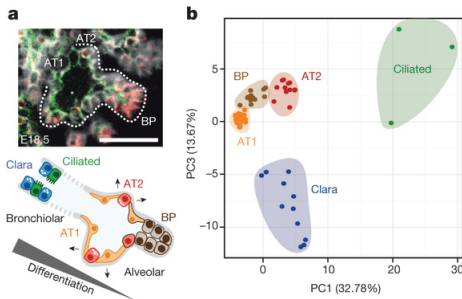 a
AT2
AT1
BP
E18.5
Clara
Ciliated
AT2
BP
Bronchiolar
AT1
Alveolar
Differentiation
b
PC3 (13.67%)
5
0
−5
−10
BP
AT2
AT1
Ciliated
Clara
0
10
20
30
PC1 (32.78%)